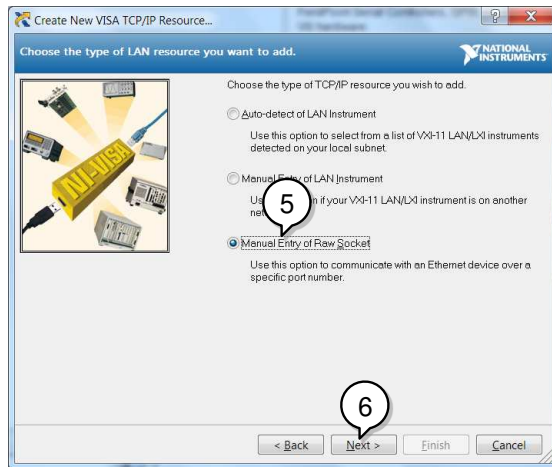 Create New VISA TCP/IP Resource...
Choose the type of LAN resource you want to add.
NATIONAL
INSTRUMENTS
NI-VISA
Choose the type of TCP/IP resource you wish to add.
Auto-detect of LAN Instrument
Use this option to select from a list of VXI-11 LAN/LXI instruments
detected on your local subnet.
Manual Entry of LAN Instrument
if your VXI-11 LAN/LXI instrument is on another
5
Manual Entry of Raw Socket
Use this option to communicate with an Ethernet device over a
specific port number.
6
< Back
Next >
Finish
Cancel